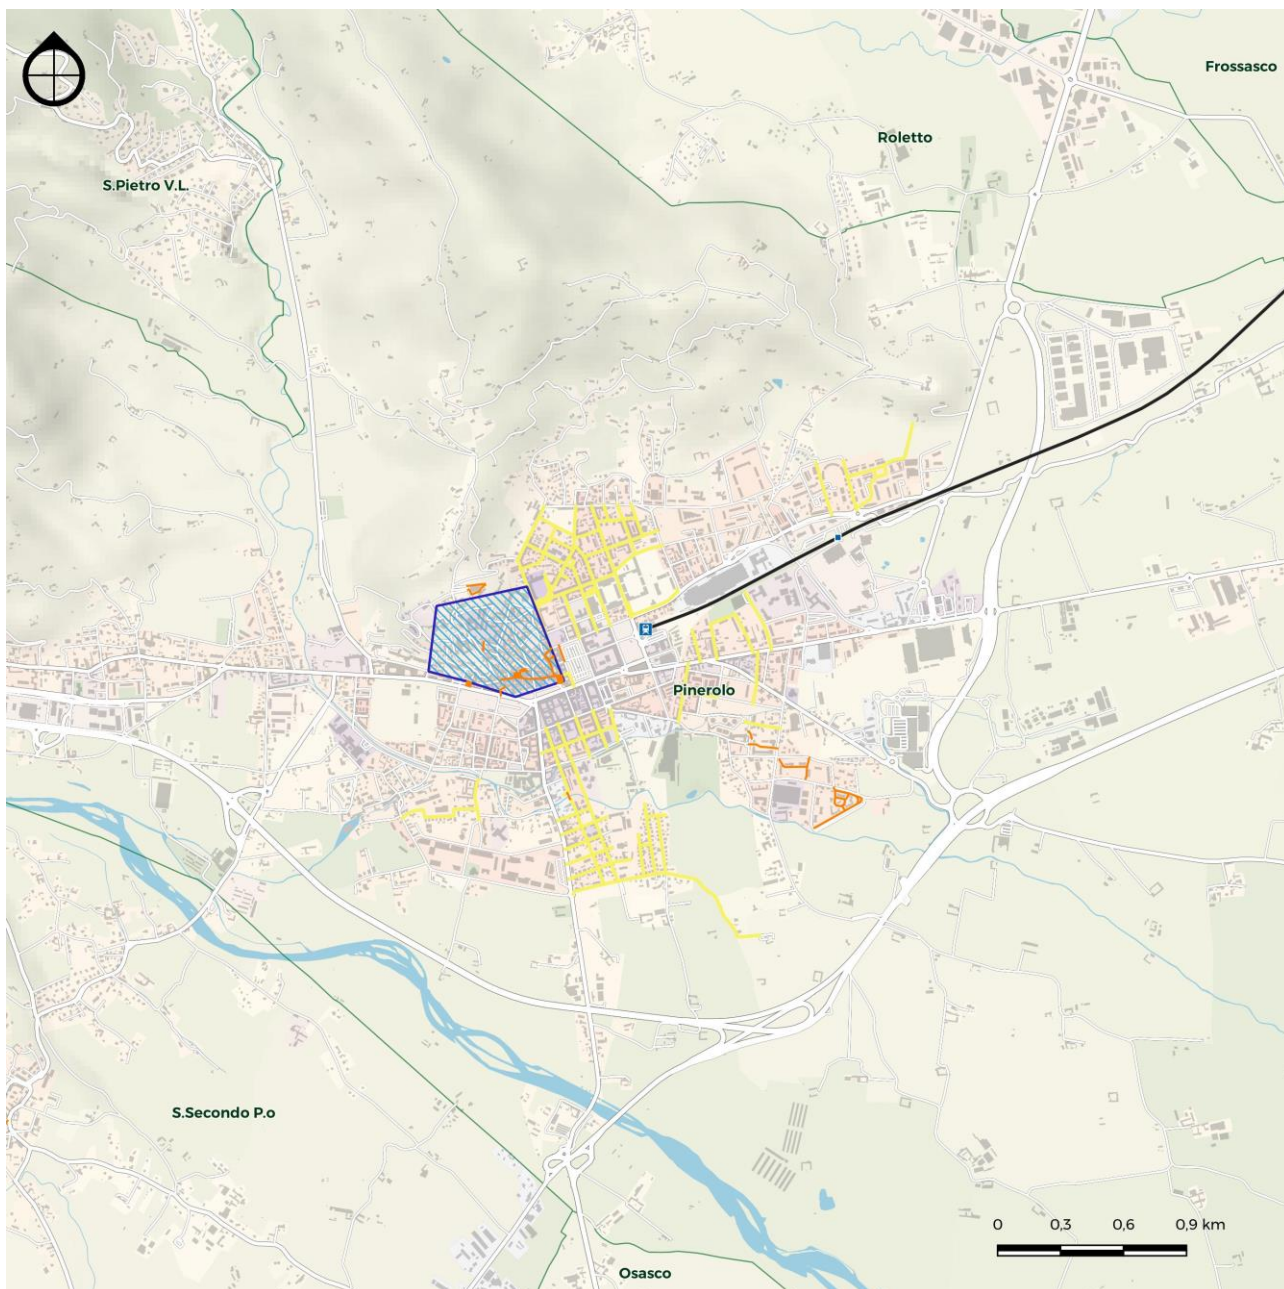 Frossasco
Roletto
S.Pietro V.L.
Pinerolo
S.Secondo P.o
0 0,3 0,6 0,9 km
Osasco